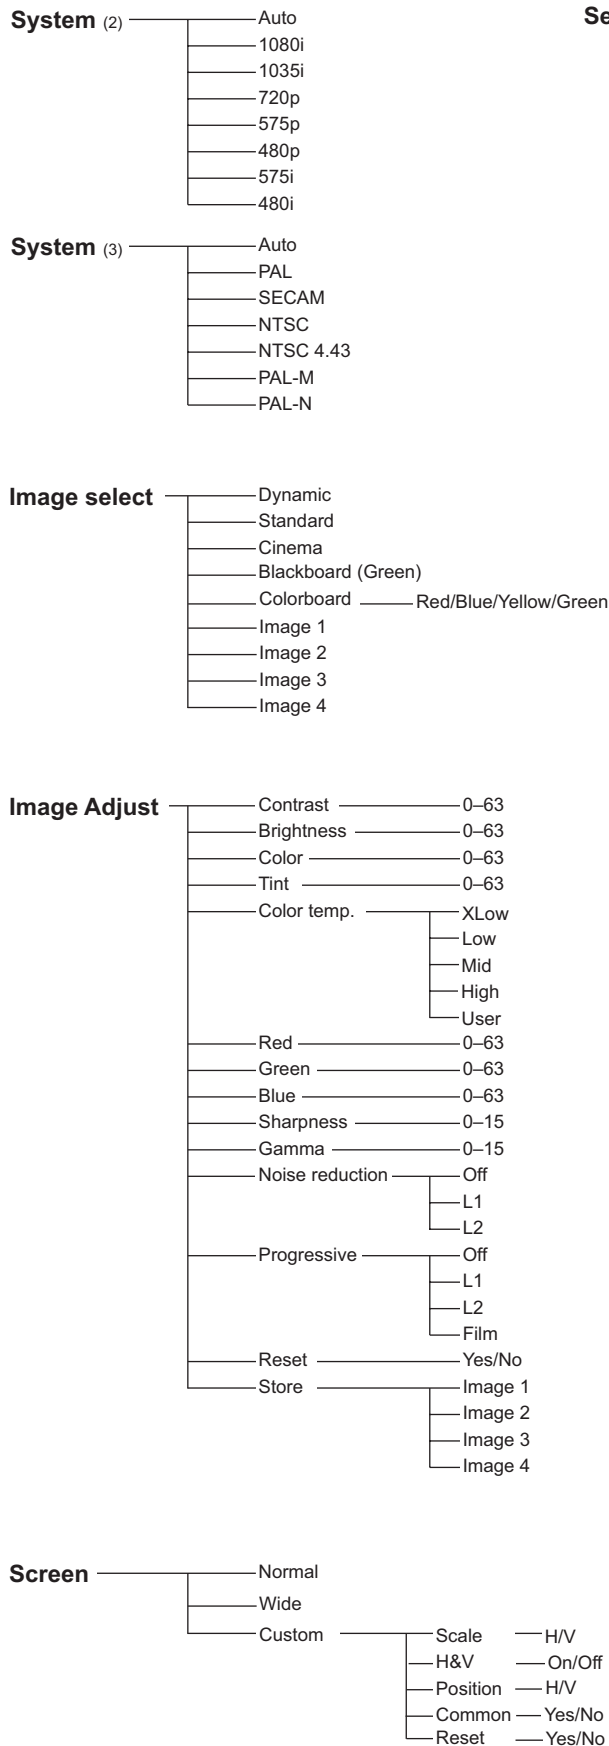 System (2) Auto
1080i
1035i
720p
575p
480p
575i
480i
System (3) Auto
PAL
SECAM
NTSC
NTSC 4.43
PAL-M
PAL-N
Image select Dynamic
Standard
Cinema
Blackboard (Green)
Colorboard Red/Blue/Yellow/Green
Image 1
Image 2
Image 3
Image 4
Image Adjust Contrast 0–63
Brightness 0–63
Color 0–63
Tint 0–63
Color temp. XLow
Low
Mid
High
User
Red 0–63
Green 0–63
Blue 0–63
Sharpness 0–15
Gamma 0–15
Noise reduction Off
L1
L2
Progressive Off
L1
L2
Film
Reset Yes/No
Store Image 1
Image 2
Image 3
Image 4
Screen Normal
Wide
Custom Scale H/V
H&V On/Off
Position H/V
Common Yes/No
Reset Yes/No